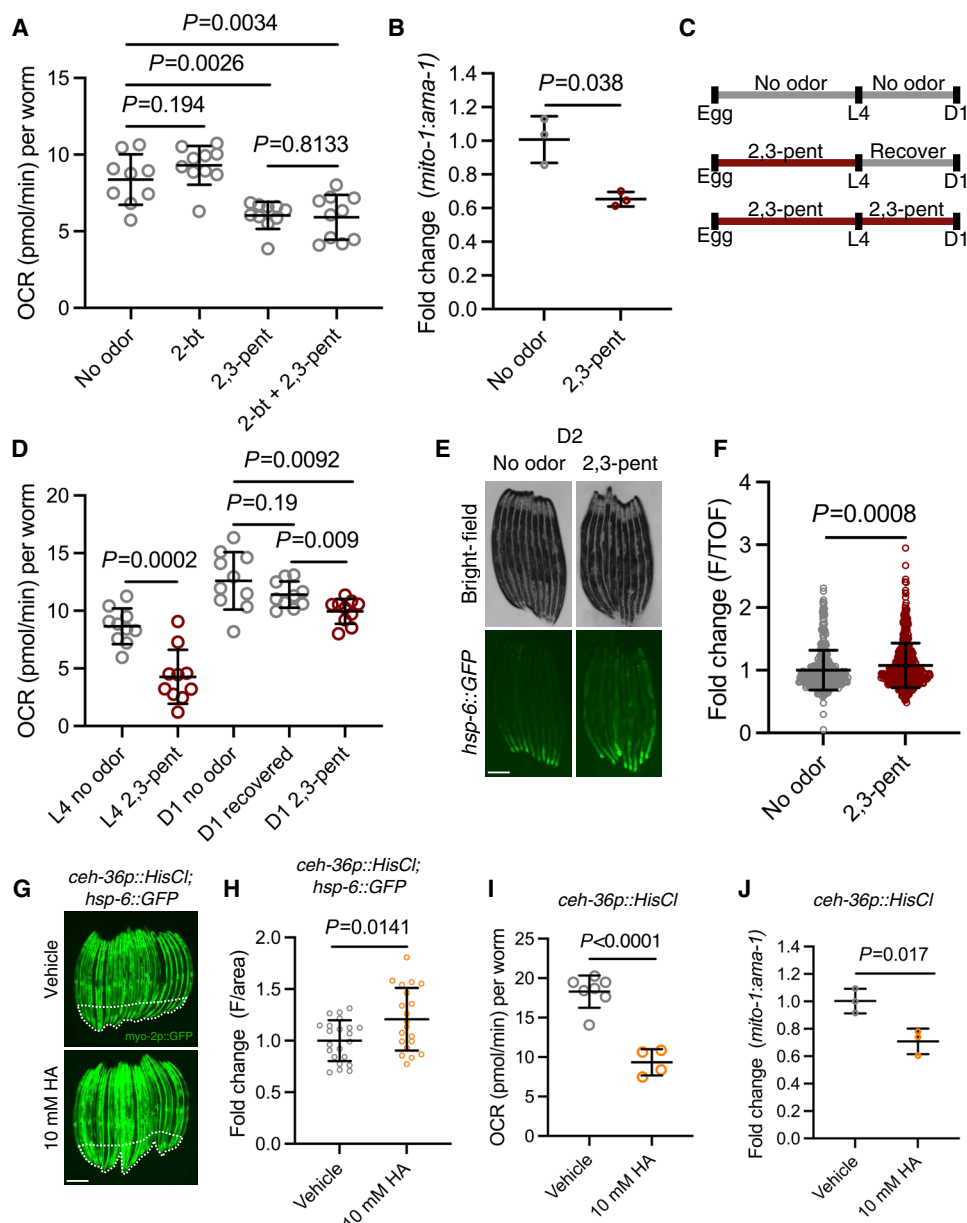 A
P=0.0034
P=0.0026
P=0.194
P=0.8133
OCR (pmol/min) per worm
15
10
5
0
No odor
2-bt
2,3-pent
2-bt + 2,3-pent
B
P=0.038
Fold change (mito-1:ama-1)
1.4
1.2
1.0
0.8
0.6
0.4
0.2
0.0
No odor
2,3-pent
C
No odor No odor
Egg L4 D1
2,3-pent Recover
Egg L4 D1
2,3-pent 2,3-pent
Egg L4 D1
D
P=0.0092
P=0.19
P=0.0002
P=0.009
OCR (pmol/min) per worm
20
15
10
5
0
L4 no odor
L4 2,3-pent
D1 no odor
D1 recovered
D1 2,3-pent
E
D2
No odor 2,3-pent
Bright-field
hsp-6::GFP
F
P=0.0008
Fold change (F/TOF)
4
3
2
1
0
No odor
2,3-pent
G
ceh-36p::HisCl;
hsp-6::GFP
Vehicle
myo-2p::GFP
10 mM HA
H
ceh-36p::HisCl;
hsp-6::GFP
P=0.0141
Fold change (F/area)
2.0
1.5
1.0
0.5
0.0
Vehicle
10 mM HA
I
ceh-36p::HisCl
P<0.0001
OCR (pmol/min) per worm
25
20
15
10
5
0
Vehicle
10 mM HA
J
ceh-36p::HisCl
P=0.017
Fold change (mito-1:ama-1)
1.4
1.2
1.0
0.8
0.6
0.4
0.2
0.0
Vehicle
10 mM HA